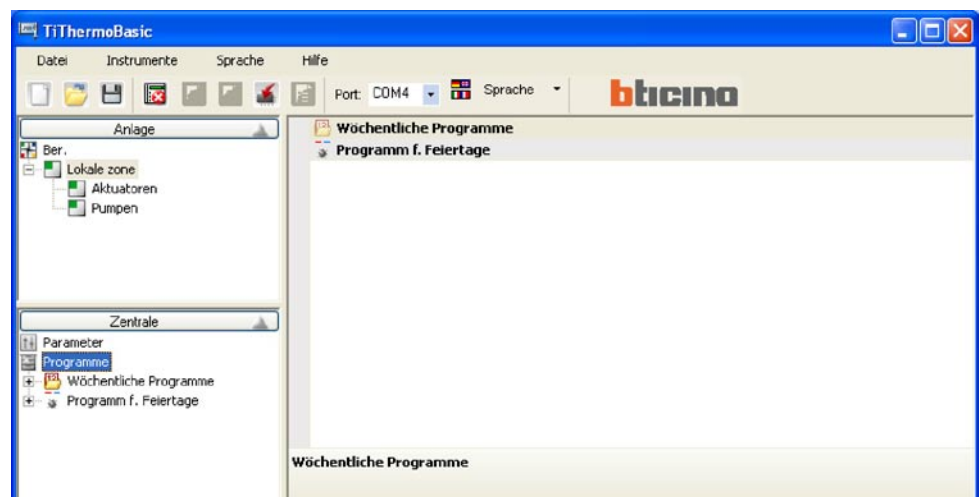 TiThermoBasic
Datei Instrumente Sprache Hilfe
Port: COM4 Sprache bticino
Anlage
Ber.
Lokale zone
Aktuatoren
Pumpen
Wöchentliche Programme
Programm f. Feiertage
Zentrale
Parameter
Programme
Wöchentliche Programme
Programm f. Feiertage
Wöchentliche Programme